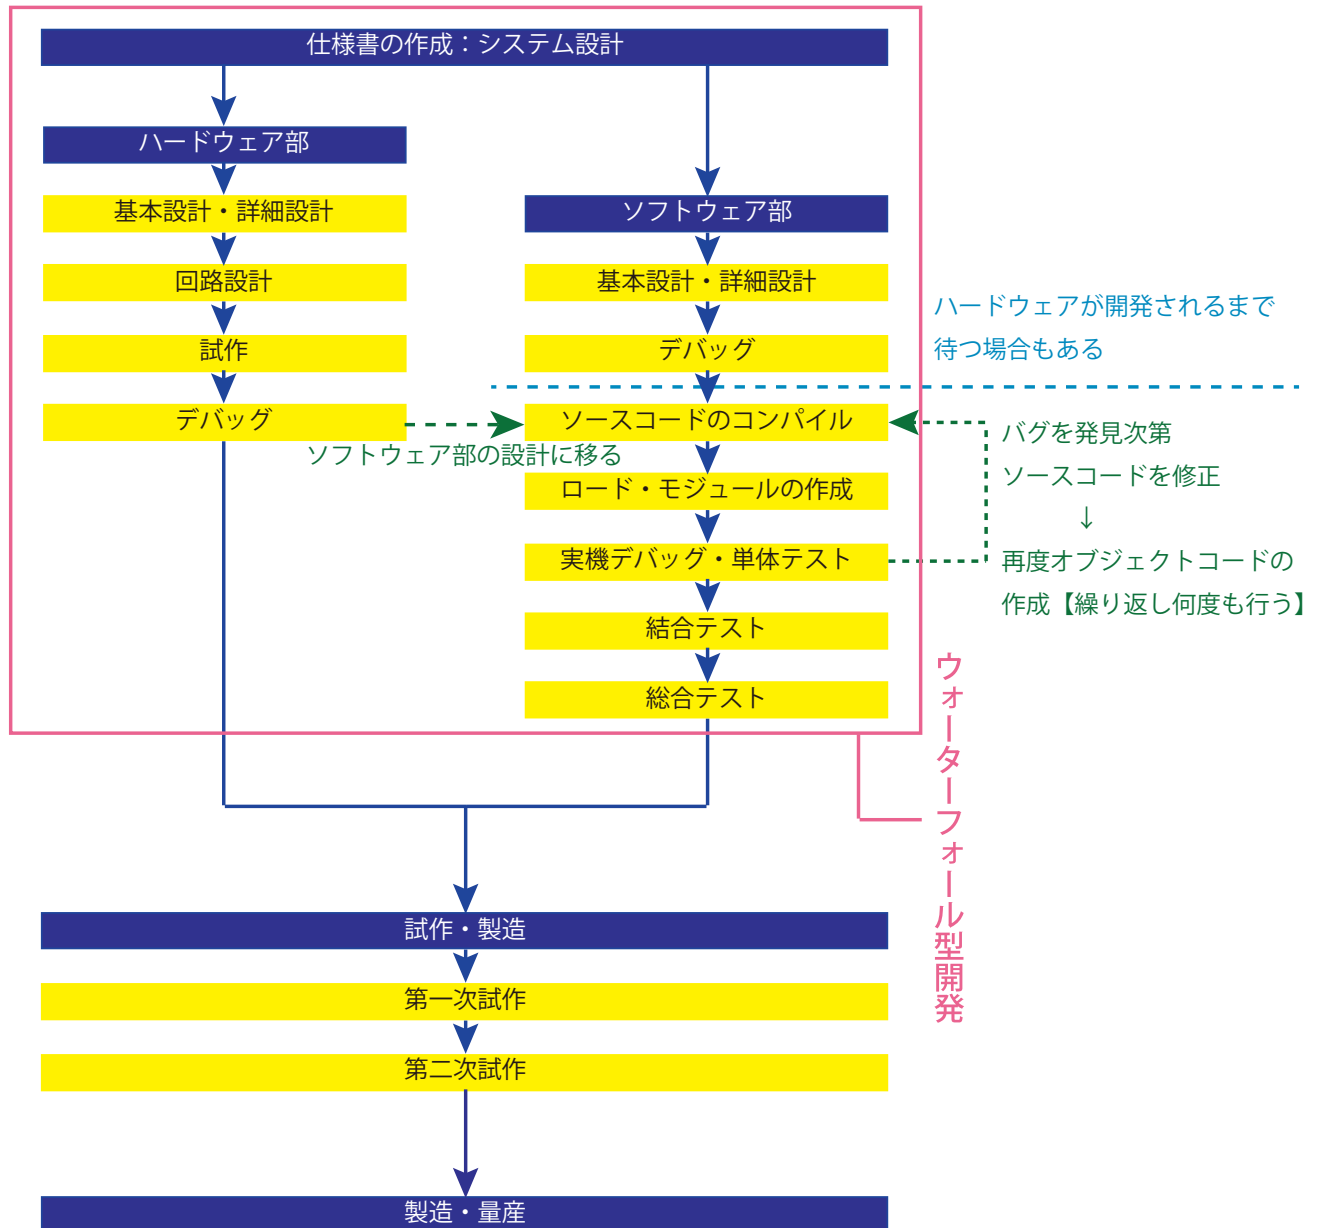 仕様書の作成：システム設計
ハードウェア部
基本設計・詳細設計
回路設計
試作
デバッグ
ソフトウェア部の設計に移る
ソフトウェア部
基本設計・詳細設計
デバッグ
ソースコードのコンパイル
ロード・モジュールの作成
実機デバッグ・単体テスト
結合テスト
総合テスト
ハードウェアが開発されるまで
待つ場合もある
バグを発見次第
ソースコードを修正
↓
再度オブジェクトコードの
作成【繰り返し何度も行う】
ウォーターフォール型開発
試作・製造
第一次試作
第二次試作
製造・量産